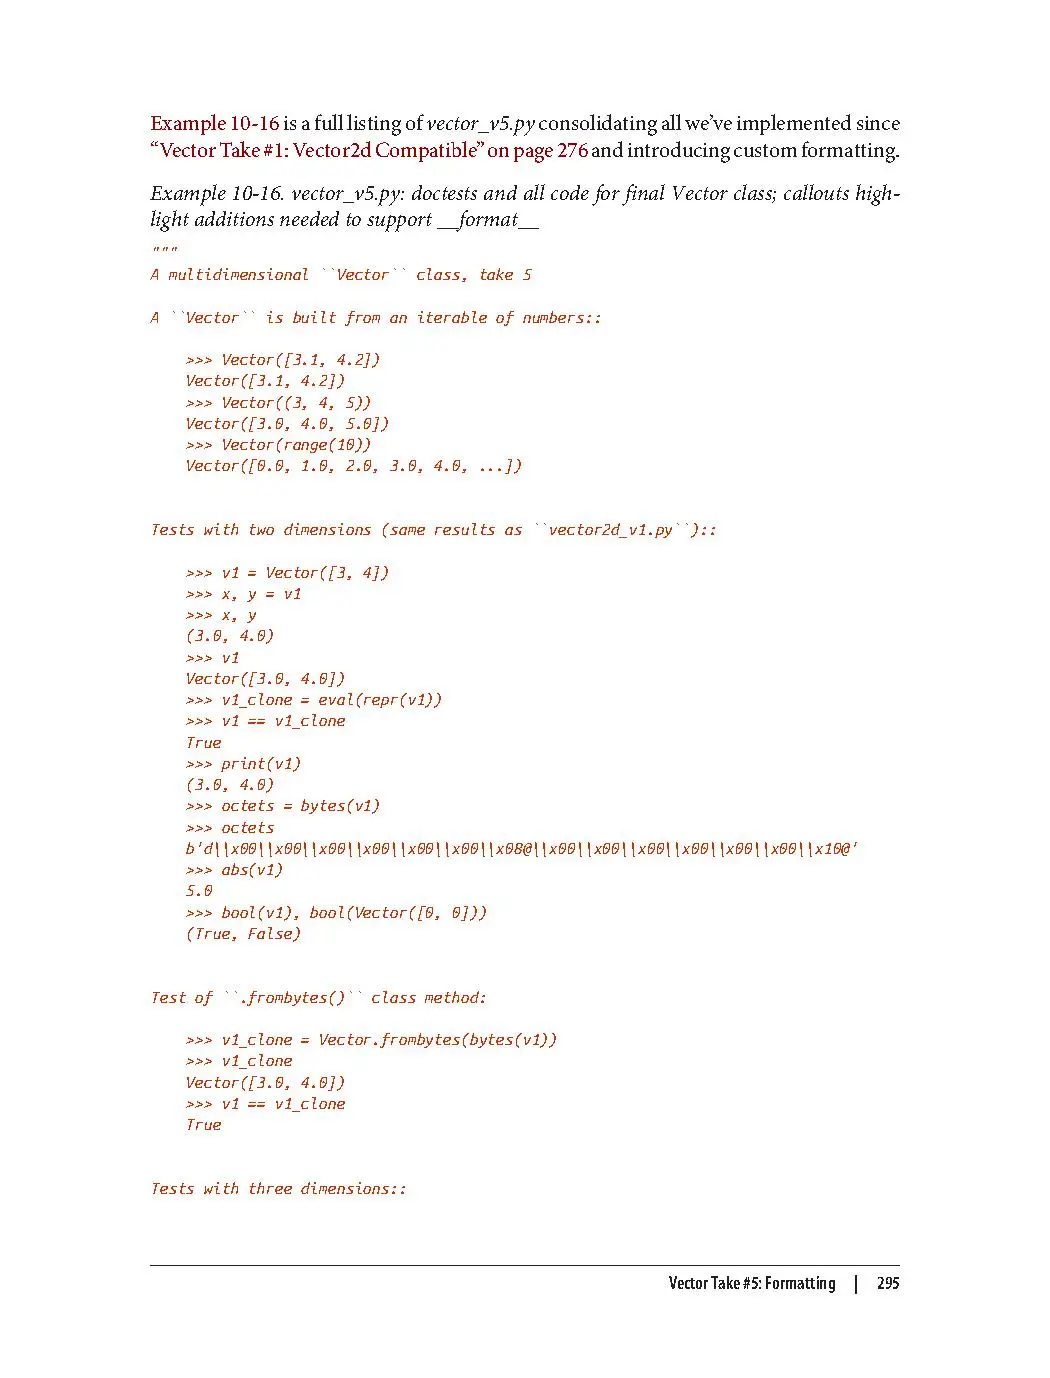 Example 10-16 is a full listing of vector_v5.py consolidating all we’ve implemented since
“Vector Take #1: Vector2d Compatible” on page 276 and introducing custom formatting.
Example 10-16. vector_v5.py: doctests and all code for final Vector class; callouts high-
light additions needed to support __format__
"""
A multidimensional ``Vector`` class, take 5
A ``Vector`` is built from an iterable of numbers::
>>> Vector([3.1, 4.2])
Vector([3.1, 4.2])
>>> Vector((3, 4, 5))
Vector([3.0, 4.0, 5.0])
>>> Vector(range(10))
Vector([0.0, 1.0, 2.0, 3.0, 4.0, ...])
Tests with two dimensions (same results as ``vector2d_v1.py``)::
>>> v1 = Vector([3, 4])
>>> x, y = v1
>>> x, y
(3.0, 4.0)
>>> v1
Vector([3.0, 4.0])
>>> v1_clone = eval(repr(v1))
>>> v1 == v1_clone
True
>>> print(v1)
(3.0, 4.0)
>>> octets = bytes(v1)
>>> octets
b'd\\x00\\x00\\x00\\x00\\x00\\x00\\x08@\\x00\\x00\\x00\\x00\\x00\\x00\\x10@'
>>> abs(v1)
5.0
>>> bool(v1), bool(Vector([0, 0]))
(True, False)
Test of ``.frombytes()`` class method:
>>> v1_clone = Vector.frombytes(bytes(v1))
>>> v1_clone
Vector([3.0, 4.0])
>>> v1 == v1_clone
True
Tests with three dimensions::
Vector Take #5: Formatting | 295